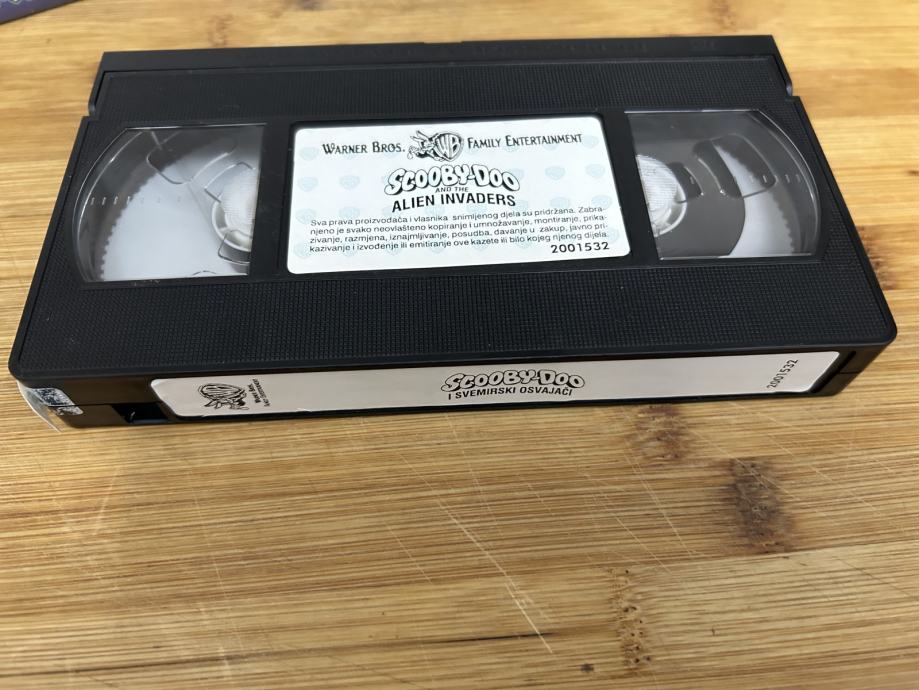 WARNER BROS. WB FAMILY ENTERTAINMENT
SCOOBY-DOO
AND THE
ALIEN INVADERS
Sva prava proizvođača i vlasnika snimljenog djela su pridržana. Zabra-
njeno je svako neovlašteno kopiranje i umnožavanje, montiranje, prika-
zivanje, razmjena, iznajmljivanje, posudba, davanje u zakup, javno pri-
kazivanje i izvođenje ili emitiranje ove kazete ili bilo kojeg njenog dijela.
2001532
WB
SCOOBY-DOO
I SVEMIRSKI OSVAJAČI
2001532